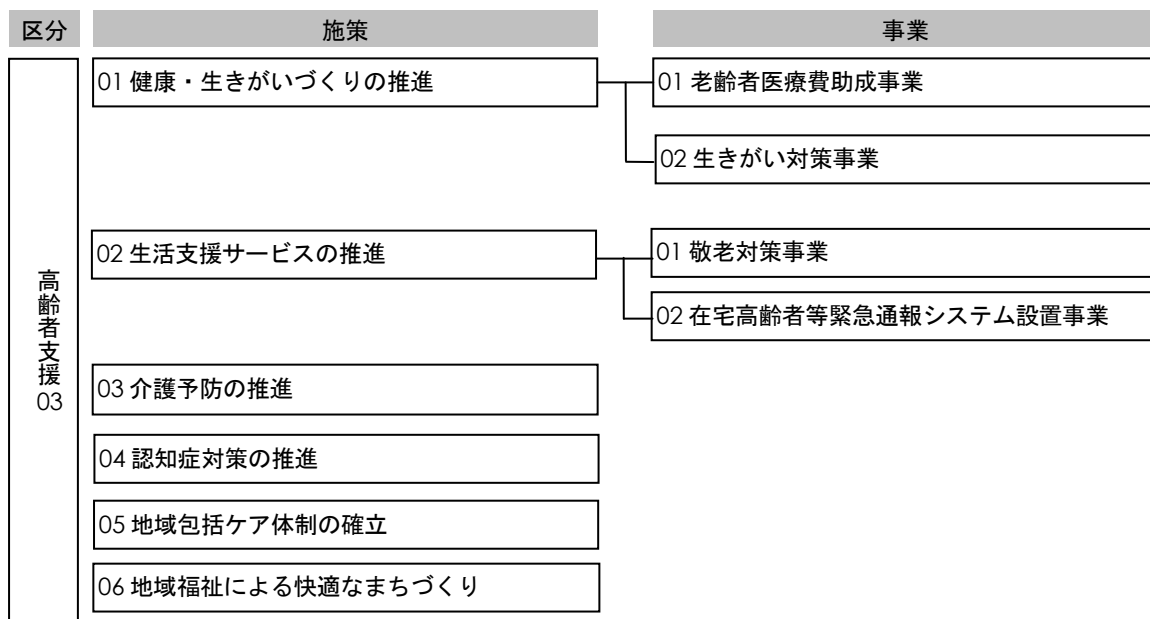 区分
施策
事業
高齢者支援03
01 健康・生きがいづくりの推進
01 老齢者医療費助成事業
02 生きがい対策事業
02 生活支援サービスの推進
01 敬老対策事業
02 在宅高齢者等緊急通報システム設置事業
03 介護予防の推進
04 認知症対策の推進
05 地域包括ケア体制の確立
06 地域福祉による快適なまちづくり